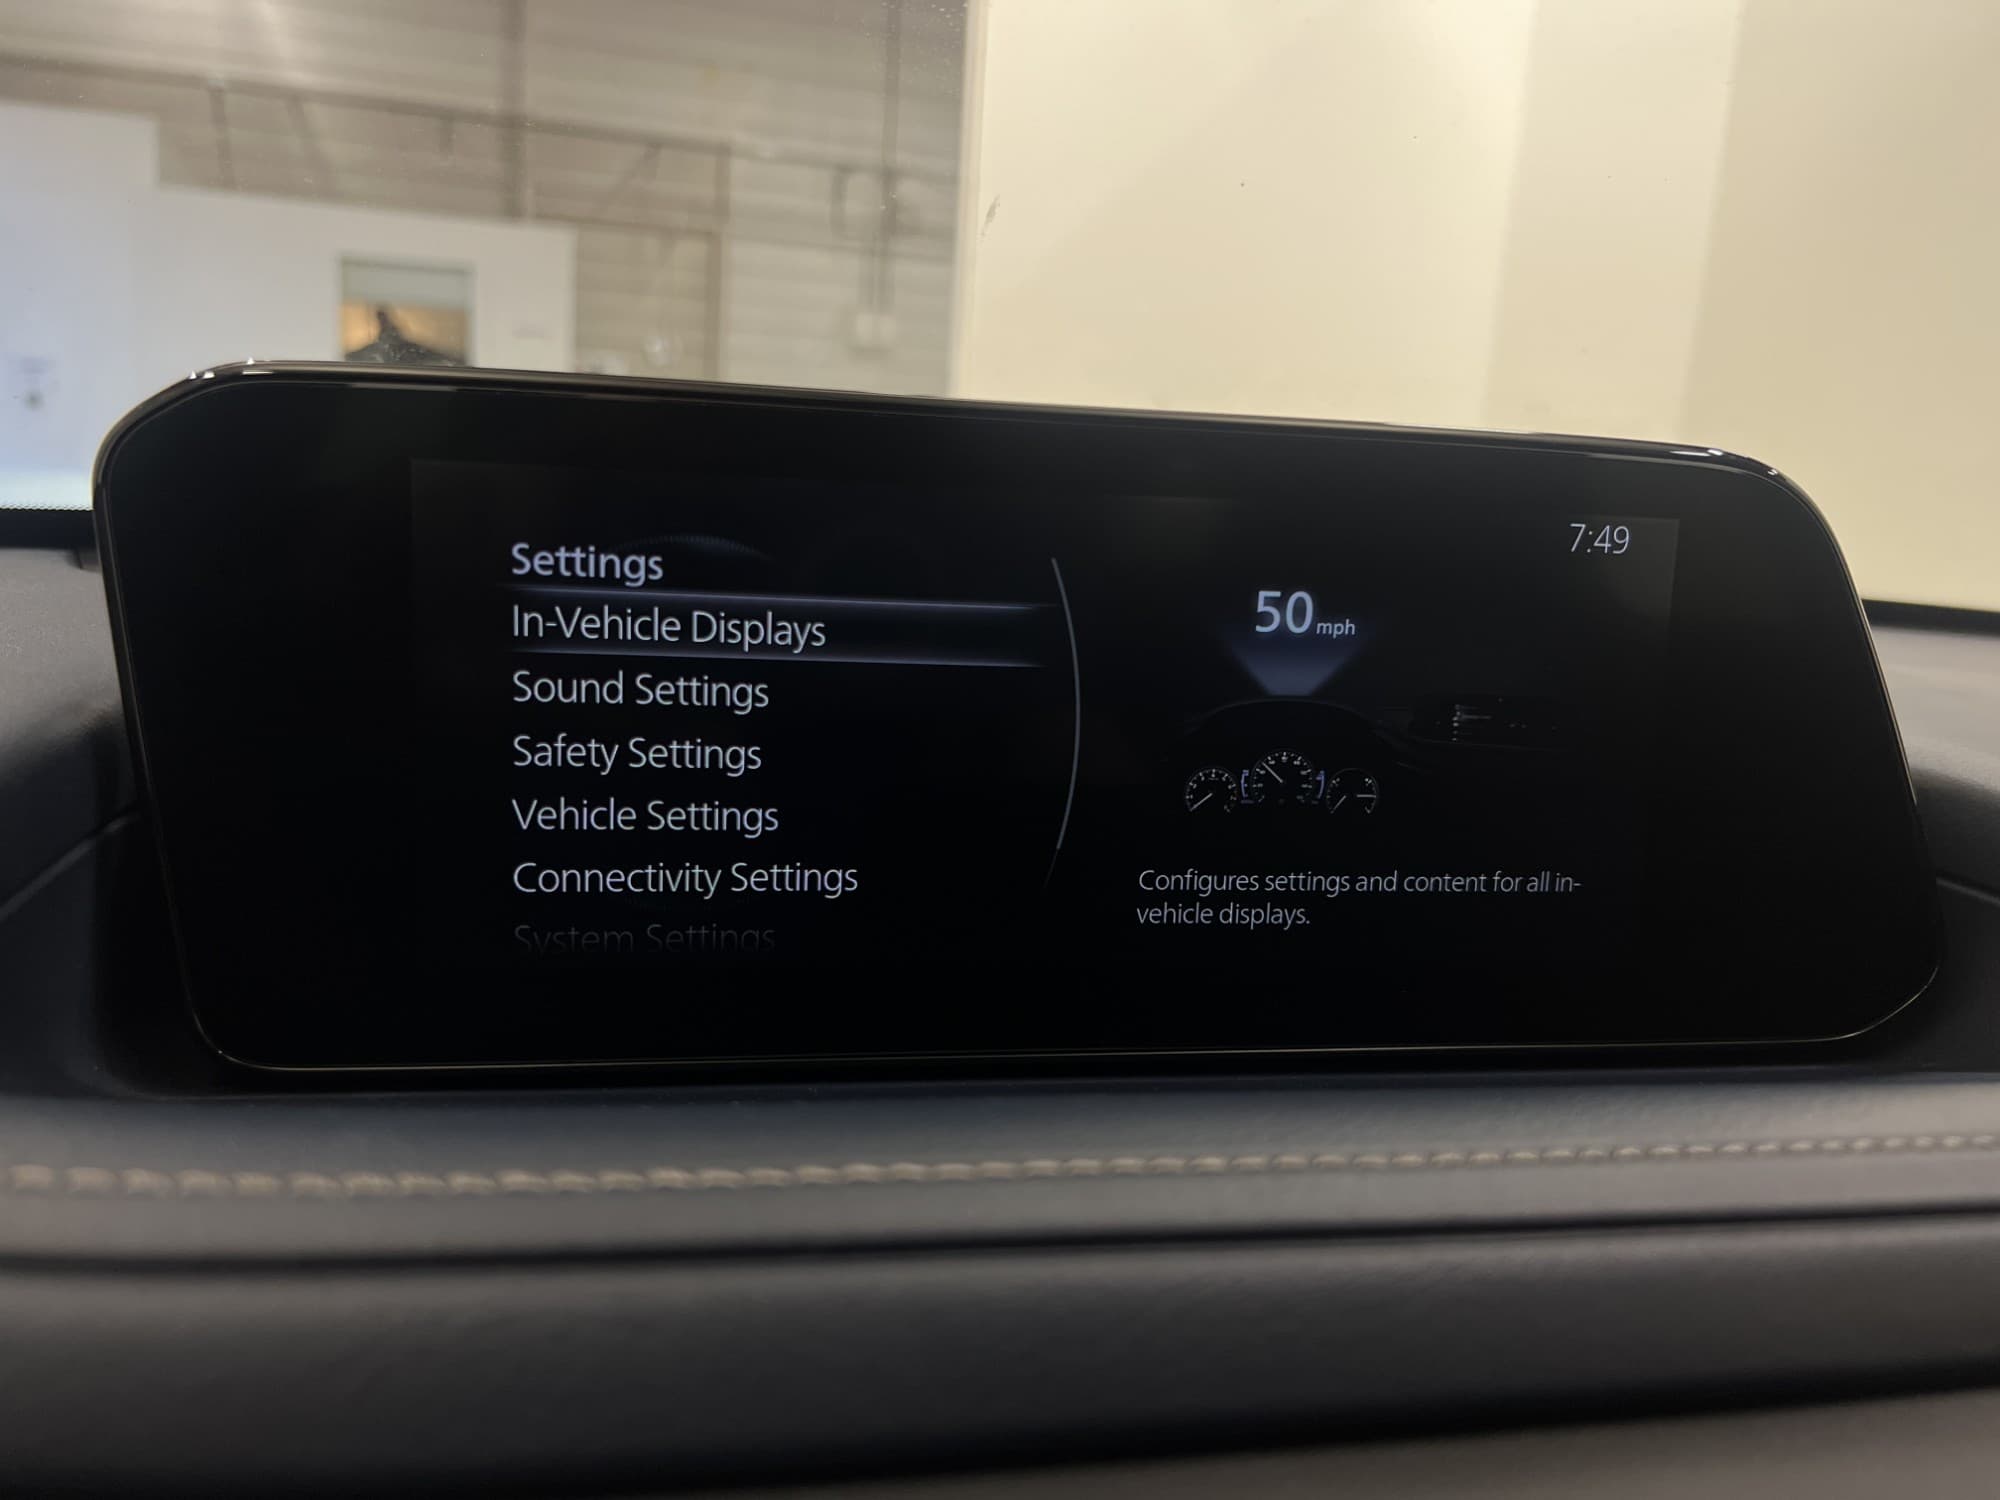 7:49
Settings
In-Vehicle Displays
Sound Settings
Safety Settings
Vehicle Settings
Connectivity Settings
System Settings
50 mph
Configures settings and content for all in-
vehicle displays.